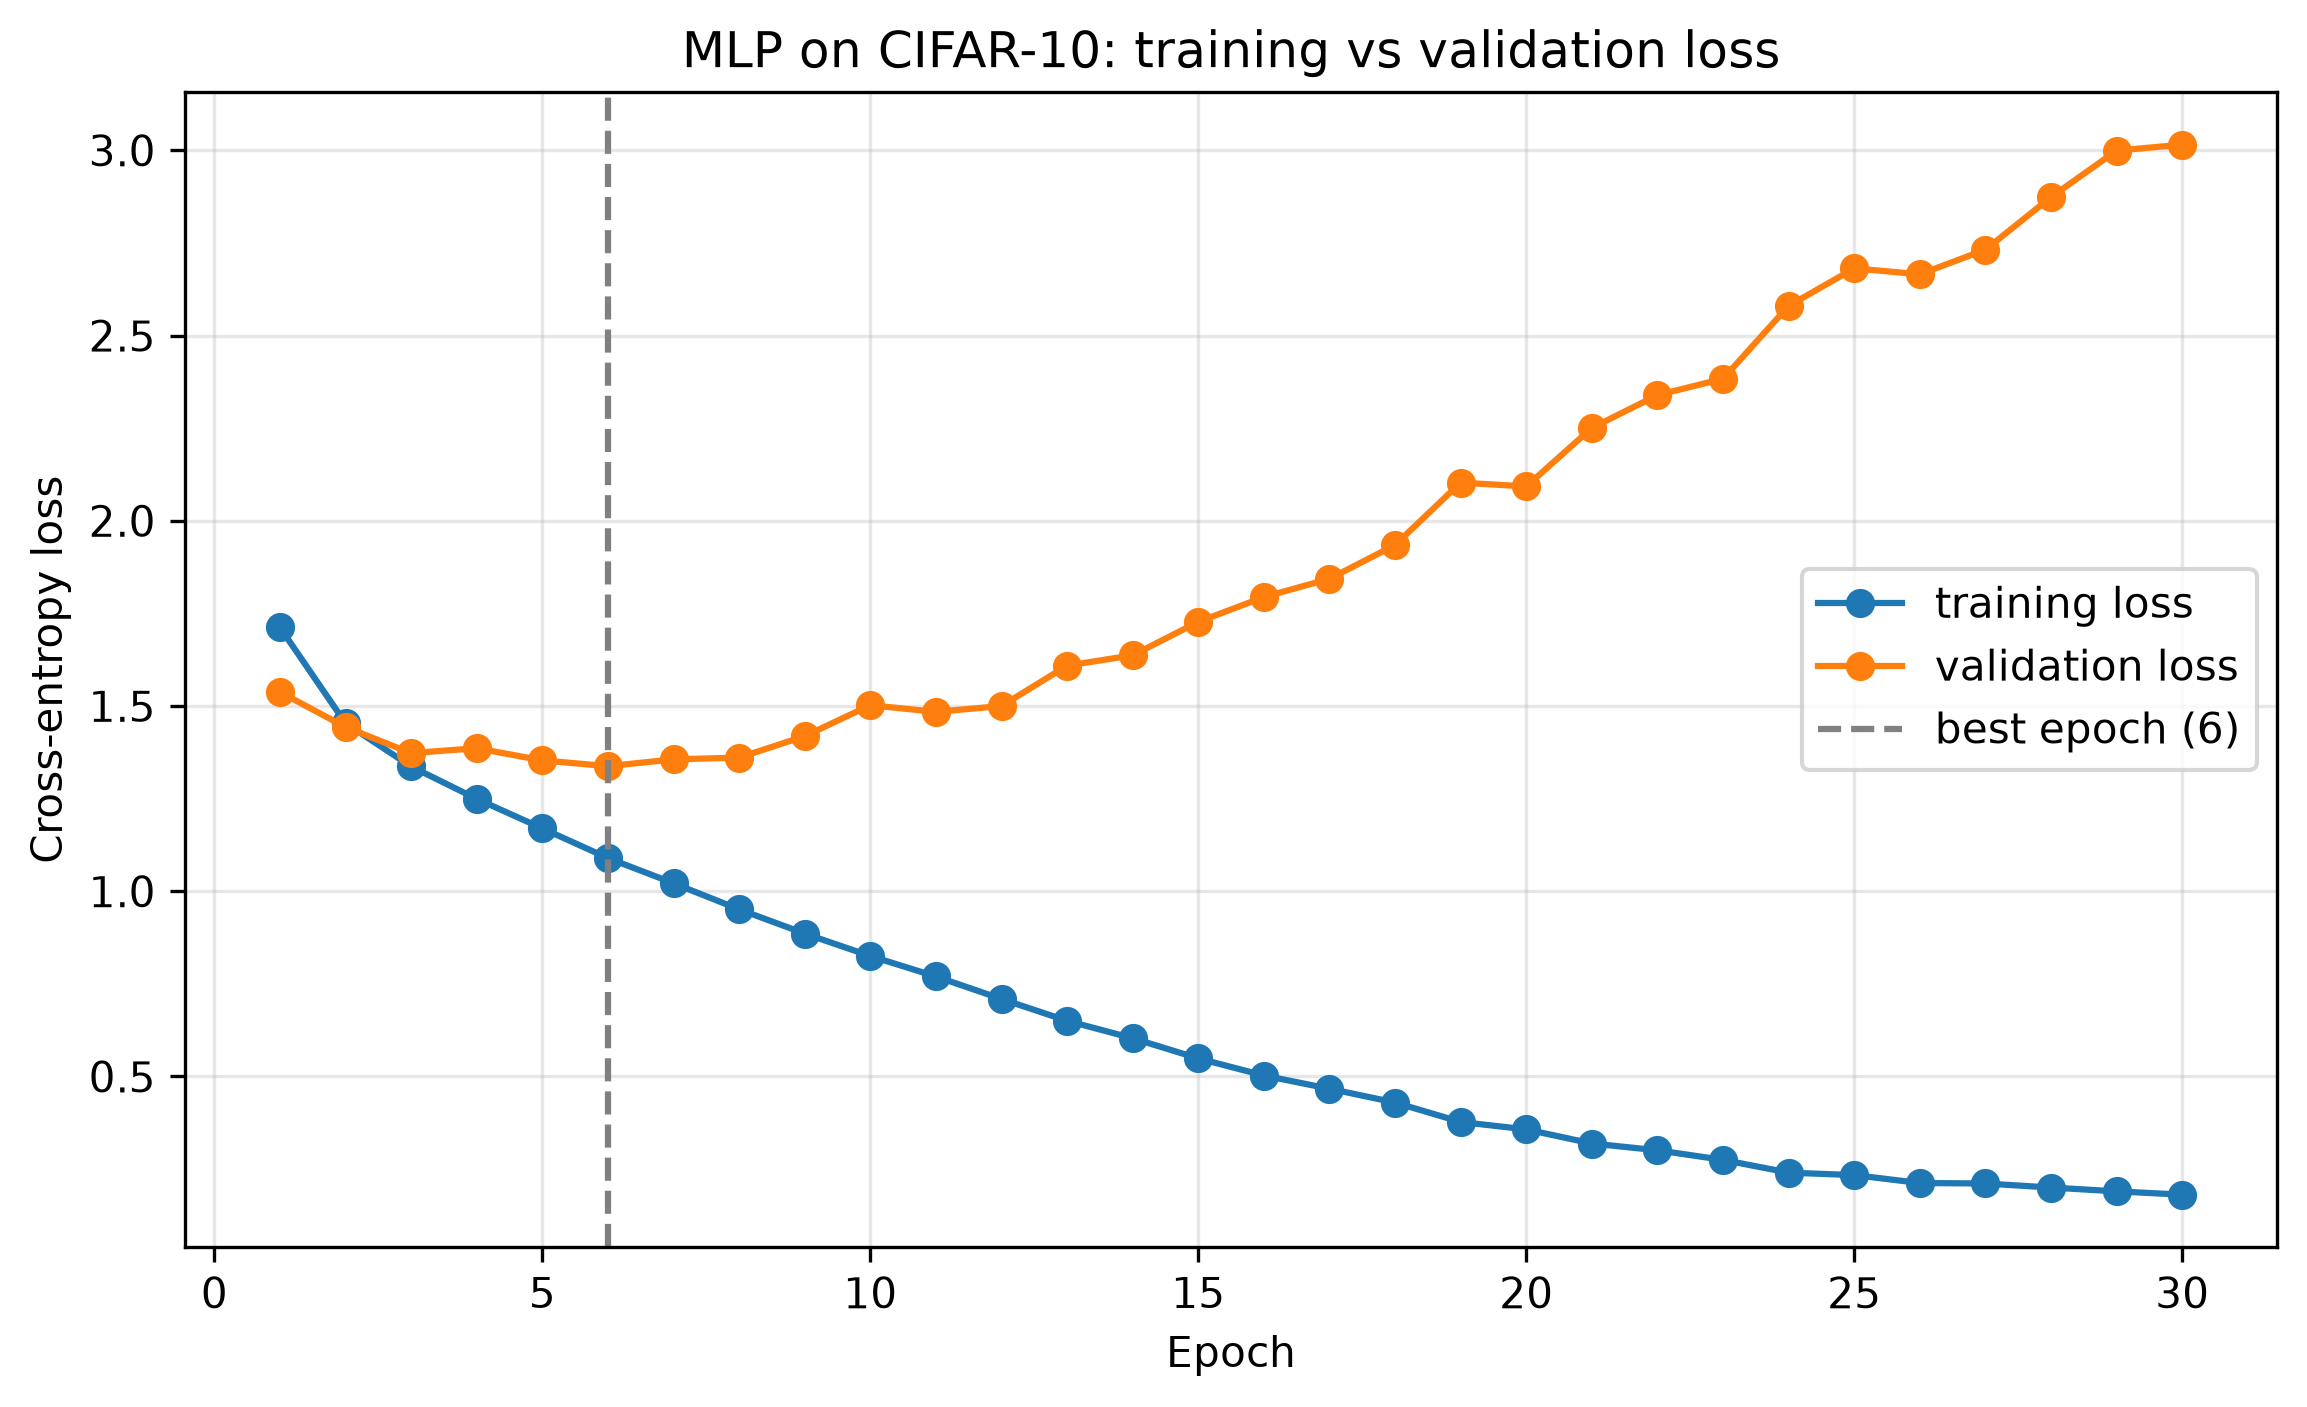 MLP on CIFAR-10: training vs validation loss
Cross-entropy loss
3.0
2.5
2.0
1.5
1.0
0.5
training loss
validation loss
best epoch (6)
0 5 10 15 20 25 30
Epoch